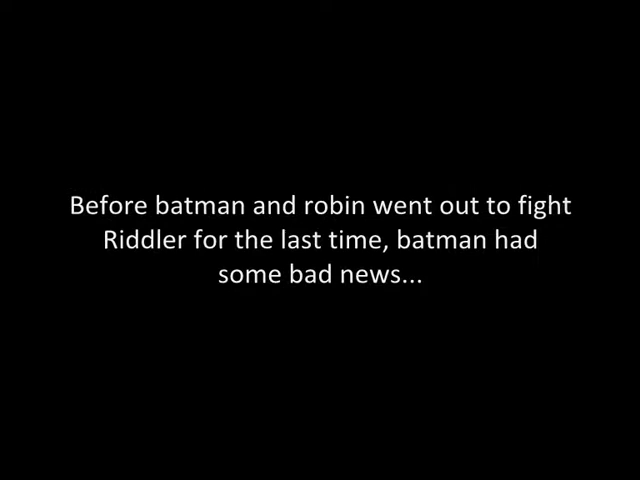 Before batman and robin went out to fight
Riddler for the last time, batman had
some bad news...